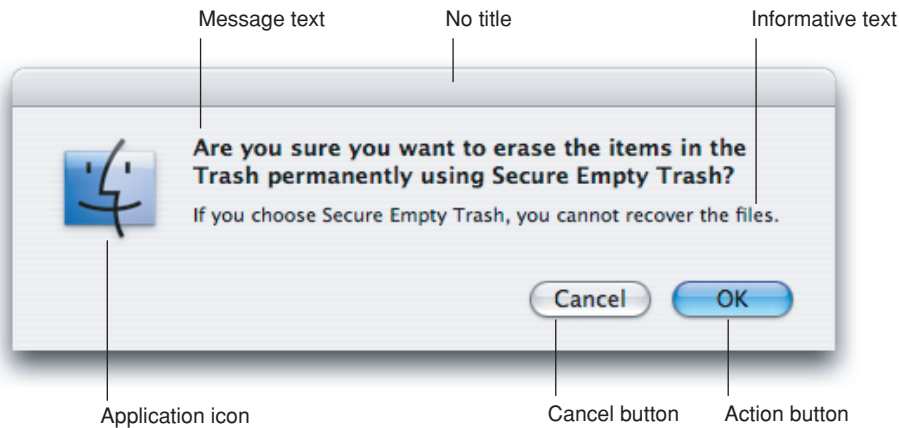 Message text
No title
Informative text
Are you sure you want to erase the items in the
Trash permanently using Secure Empty Trash?
If you choose Secure Empty Trash, you cannot recover the files.
Cancel
OK
Application icon
Cancel button
Action button